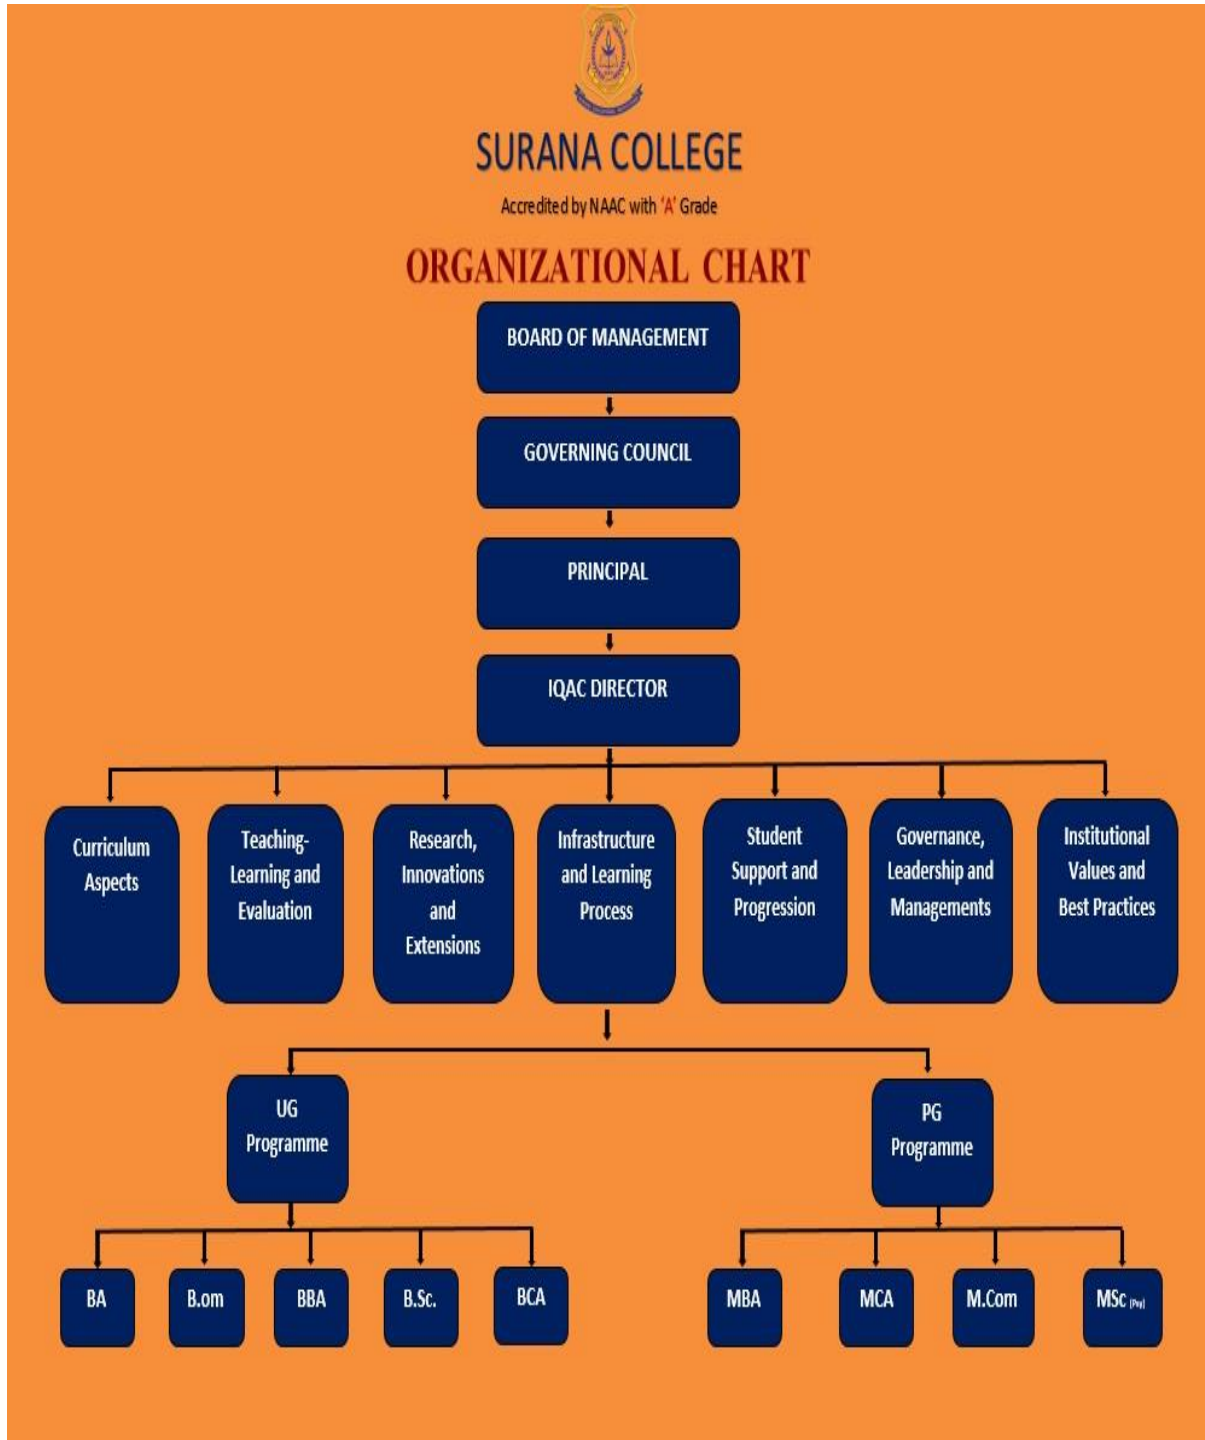 SURANA COLLEGE
Accredited by NAAC with ‘A’ Grade
ORGANIZATIONAL CHART
BOARD OF MANAGEMENT
GOVERNING COUNCIL
PRINCIPAL
IQAC DIRECTOR
Curriculum
Aspects
Teaching-
Learning and
Evaluation
Research,
Innovations
and
Extensions
Infrastructure
and Learning
Process
Student
Support and
Progression
Governance,
Leadership and
Managements
Institutional
Values and
Best Practices
UG
Programme
PG
Programme
BA
B.om
BBA
B.Sc.
BCA
MBA
MCA
M.Com
MSc (Psy)